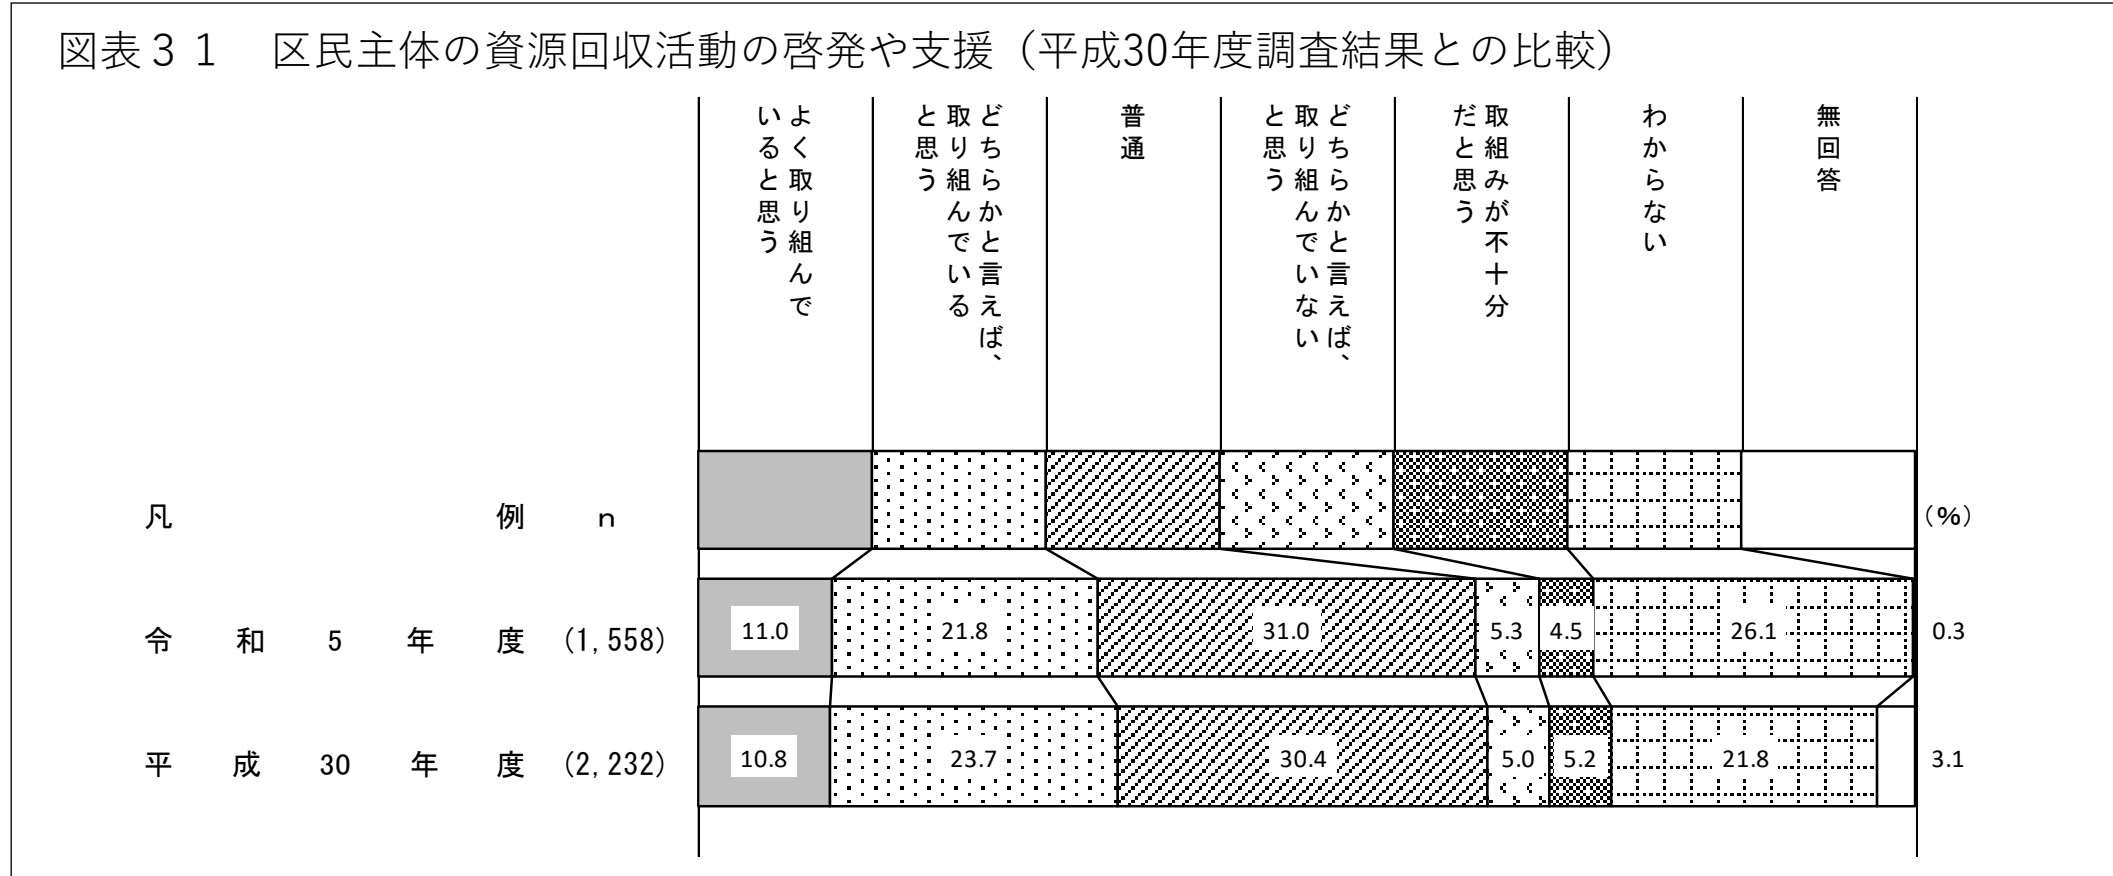 図表３１　区民主体の資源回収活動の啓発や支援（平成30年度調査結果との比較）
よく取り組んで
いると思う
どちらかと言えば、
取り組んでいる
と思う
普通
どちらかと言えば、
取り組んでいない
と思う
取組みが不十分
だと思う
わからない
無回答
凡例 n (%)
令和5年度 (1,558) 11.0 21.8 31.0 5.3 4.5 26.1 0.3
平成30年度 (2,232) 10.8 23.7 30.4 5.0 5.2 21.8 3.1